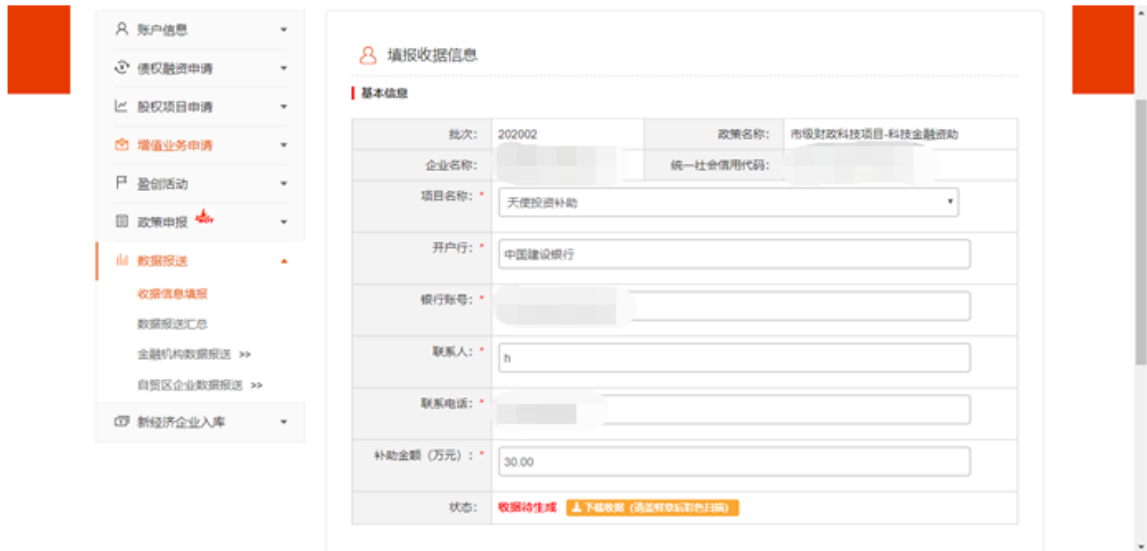 账户信息
债权融资申请
股权项目申请
增值业务申请
盈创活动
政策申报
数据报送
收据信息填报
数据报送汇总
金融机构数据报送 >>
自贸区企业数据报送 >>
新经济企业入库
填报收据信息
基本信息
批次： 202002 政策名称： 市级财政科技项目-科技金融资助
企业名称： 统一社会信用代码：
项目名称：* 天使投资补助
开户行：* 中国建设银行
银行账号：*
联系人：* h
联系电话：*
补助金额（万元）：* 30.00
状态： 收据待生成 下载收据（请盖鲜章后彩色扫描）